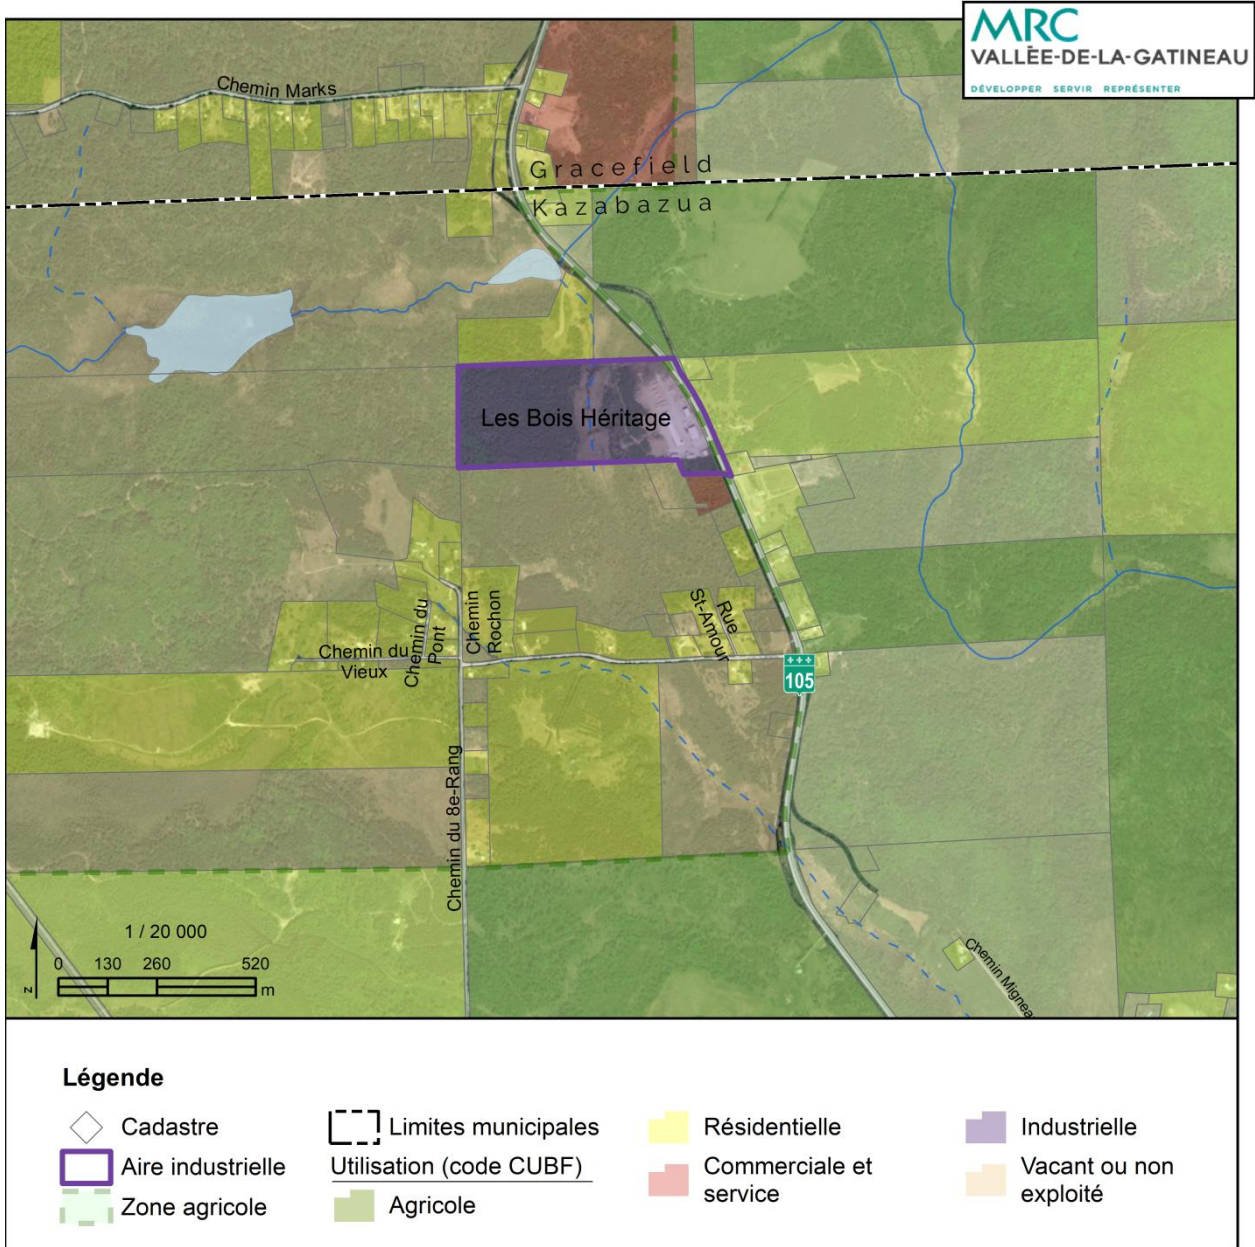 MRC
VALLÉE-DE-LA-GATINEAU
DÉVELOPPER SERVIR REPRÉSENTER
Chemin Marks
Gracefield
Kazabazua
Les Bois Héritage
Chemin du Vieux
Chemin du Pont
Chemin
Rochon
Rue
St-Amour
105
Chemin du 8e-Rang
Chemin Mignea
1 / 20 000
0 130 260 520
m
z
Légende
Cadastre
Aire industrielle
Zone agricole
Limites municipales
Utilisation (code CUBF)
Agricole
Résidentielle
Commerciale et
service
Industrielle
Vacant ou non
exploité